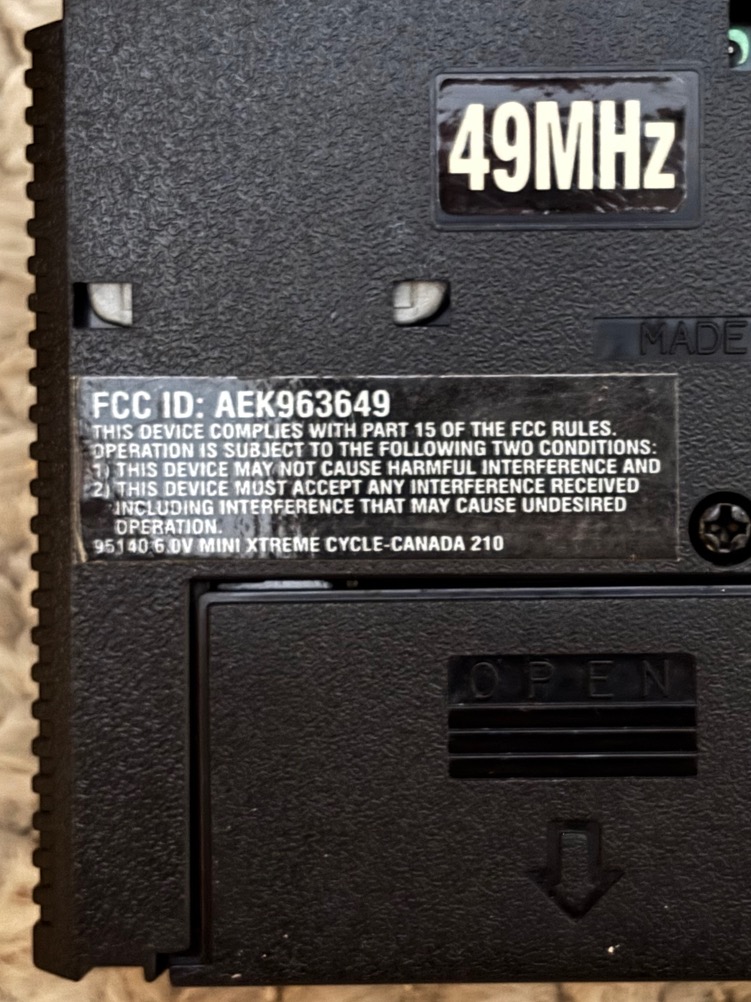 49MHz
MADE
FCC ID: AEK963649
THIS DEVICE COMPLIES WITH PART 15 OF THE FCC RULES.
OPERATION IS SUBJECT TO THE FOLLOWING TWO CONDITIONS:
1) THIS DEVICE MAY NOT CAUSE HARMFUL INTERFERENCE AND
2) THIS DEVICE MUST ACCEPT ANY INTERFERENCE RECEIVED
INCLUDING INTERFERENCE THAT MAY CAUSE UNDESIRED
OPERATION.
95140 6.0V MINI XTREME CYCLE-CANADA 210
OPEN